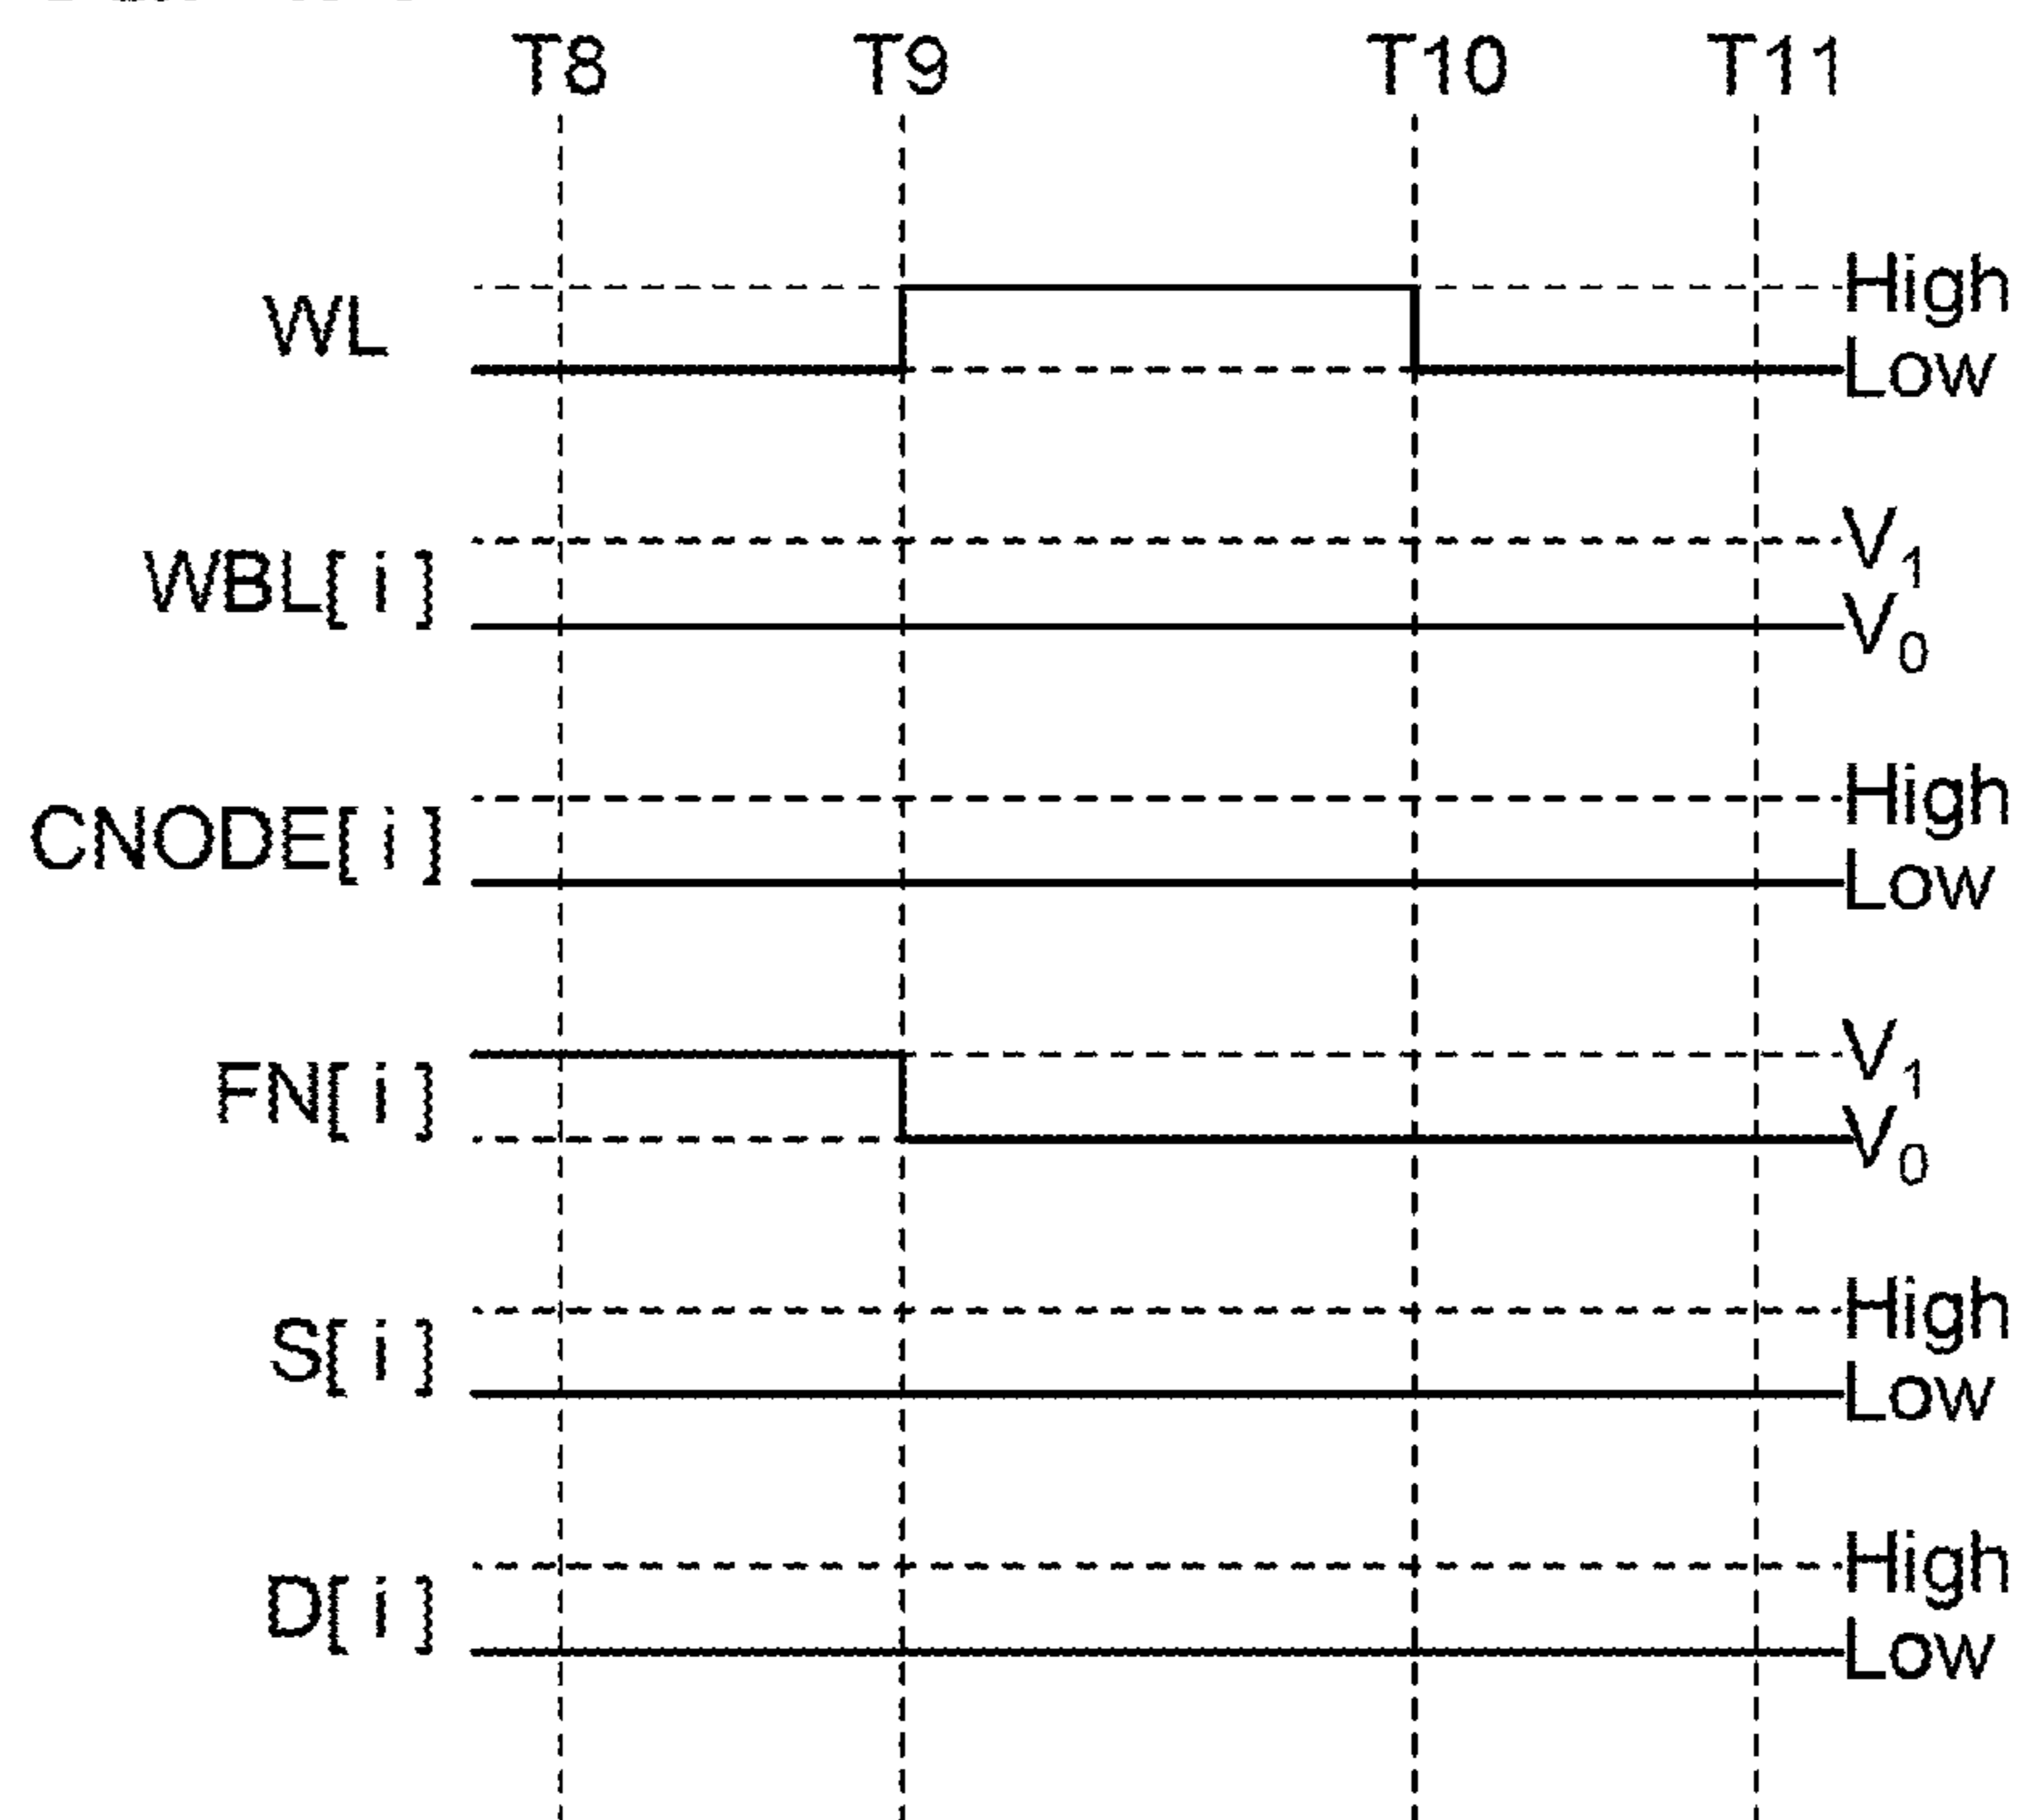 T8 T9 T10 T11
WL High
Low
WBL[ i ] V1
V0
CNODE[ i ] High
Low
FN[ i ] V1
V0
S[ i ] High
Low
D[ i ] High
Low